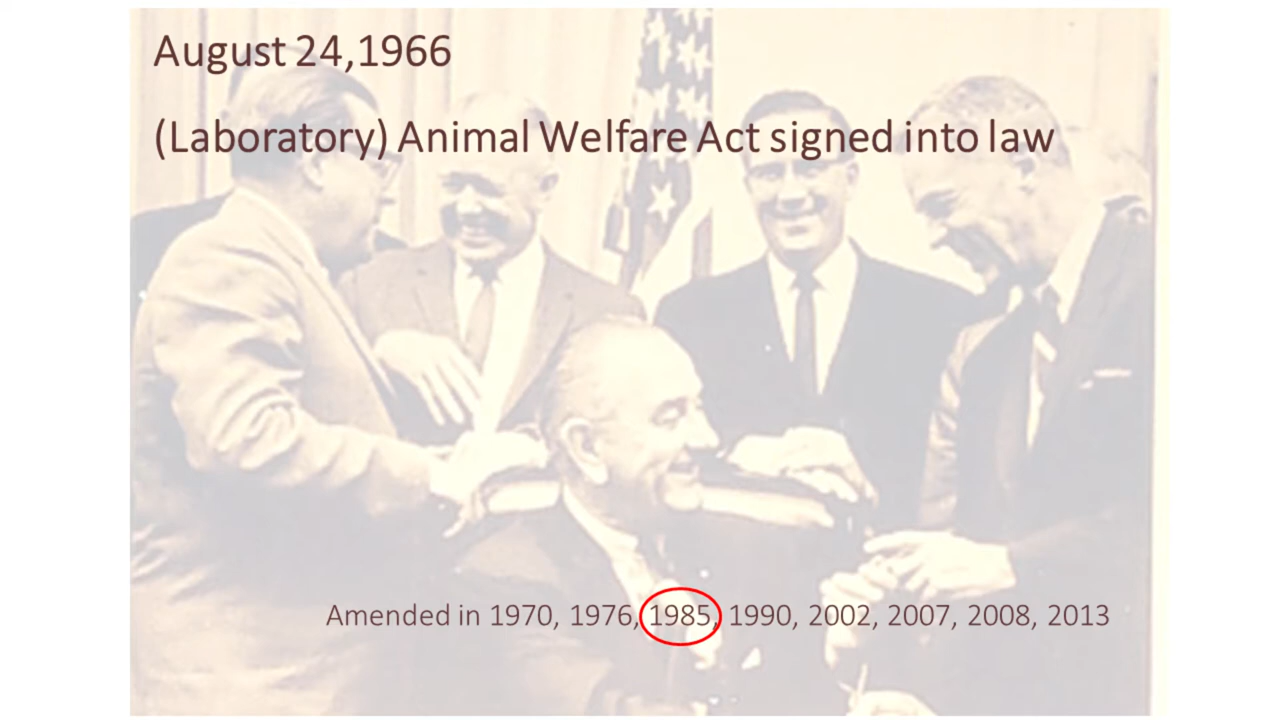 August 24,1966
(Laboratory) Animal Welfare Act signed into law
Amended in 1970, 1976, 1985, 1990, 2002, 2007, 2008, 2013